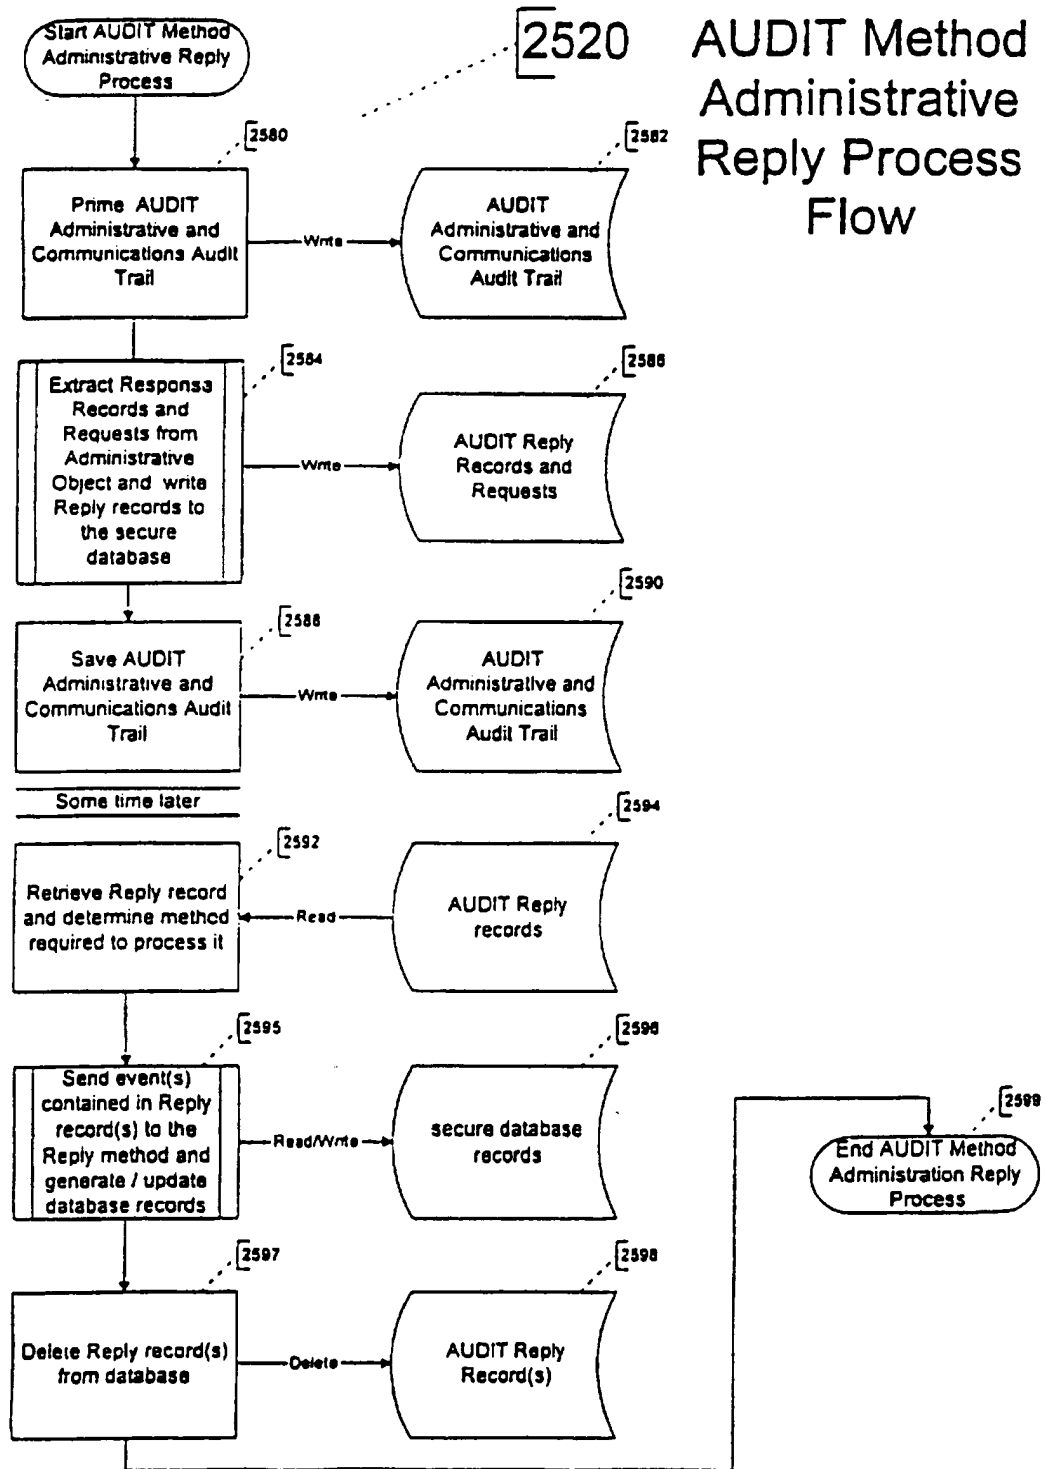 Start AUDIT Method
Administrative Reply
Process
2520
AUDIT Method
Administrative
Reply Process
Flow
2580
Prime AUDIT
Administrative and
Communications Audit
Trail
Write
2582
AUDIT
Administrative and
Communications
Audit Trail
2584
Extract Response
Records and
Requests from
Administrative
Object and write
Reply records to
the secure
database
Write
2586
AUDIT Reply
Records and
Requests
2588
Save AUDIT
Administrative and
Communications Audit
Trail
Write
2590
AUDIT
Administrative and
Communications
Audit Trail
Some time later
2592
Retrieve Reply record
and determine method
required to process it
Read
2594
AUDIT Reply
records
2595
Send event(s)
contained in Reply
record(s) to the
Reply method and
generate / update
database records
Read/Write
2596
secure database
records
2597
Delete Reply record(s)
from database
Delete
2598
AUDIT Reply
Record(s)
2599
End AUDIT Method
Administration Reply
Process